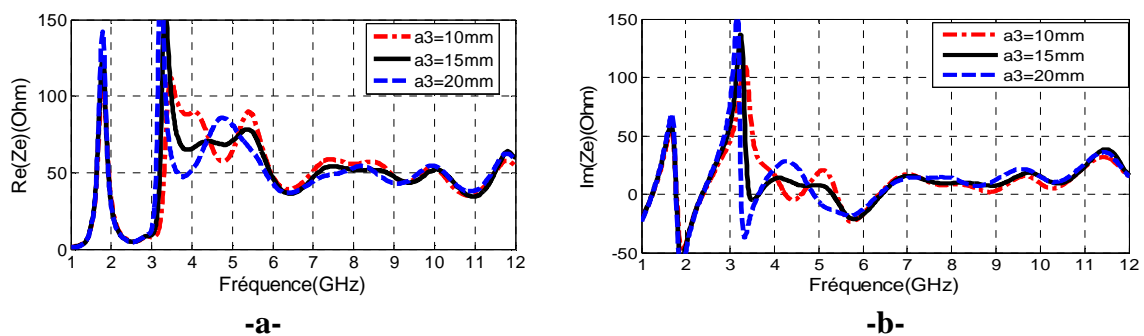 150
100
50
0
Re(Ze)(Ohm)
a3=10mm
a3=15mm
a3=20mm
1 2 3 4 5 6 7 8 9 10 11 12
Fréquence(GHz)
-a-
150
100
50
0
-50
Im(Ze)(Ohm)
a3=10mm
a3=15mm
a3=20mm
1 2 3 4 5 6 7 8 9 10 11 12
Fréquence(GHz)
-b-